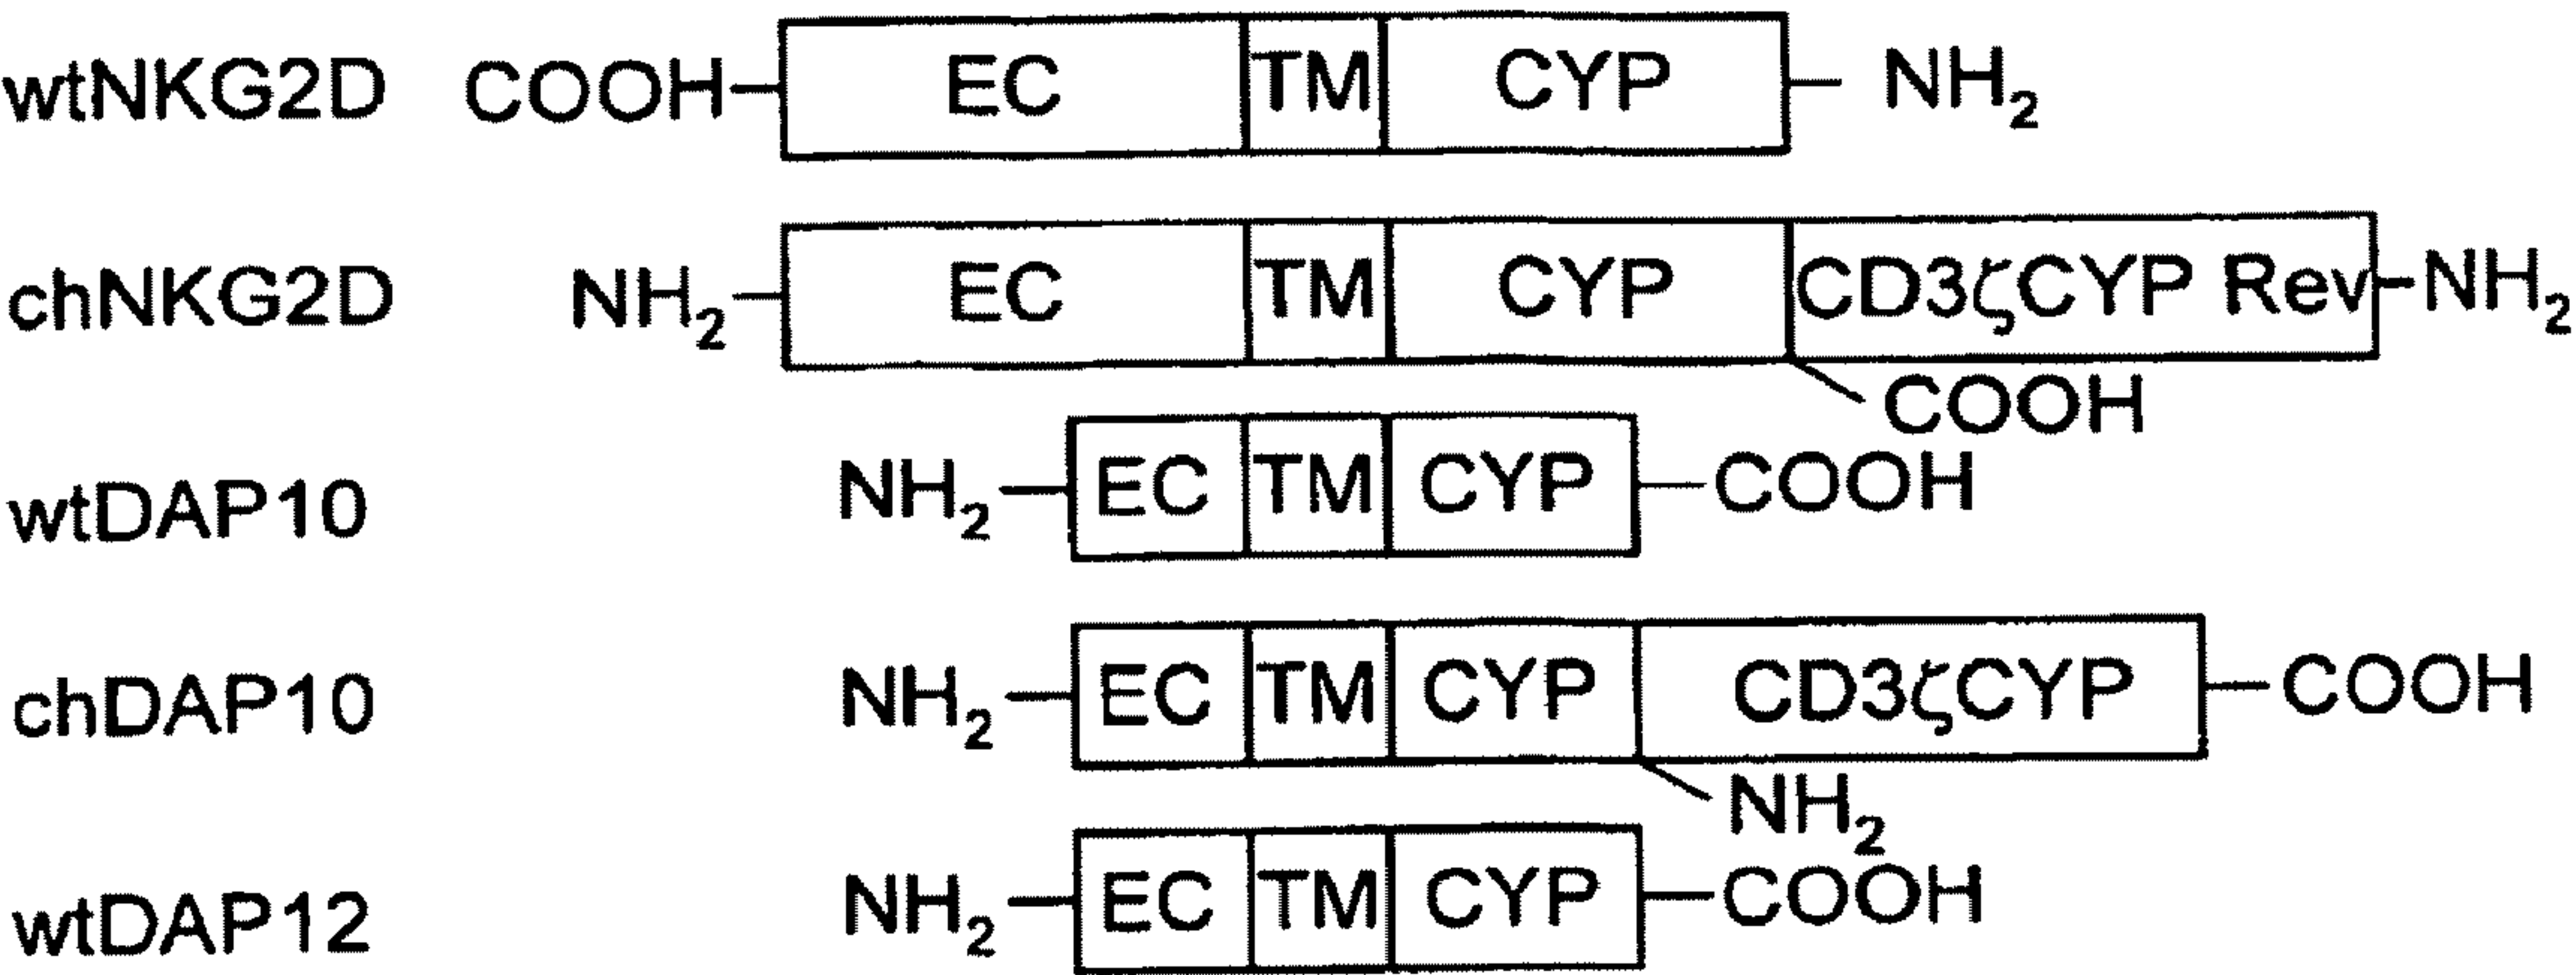 wtNKG2D COOH EC TM CYP NH₂
chNKG2D NH₂ EC TM CYP CD3ζCYP Rev NH₂
COOH
wtDAP10 NH₂ EC TM CYP COOH
chDAP10 NH₂ EC TM CYP CD3ζCYP COOH
NH₂
wtDAP12 NH₂ EC TM CYP COOH